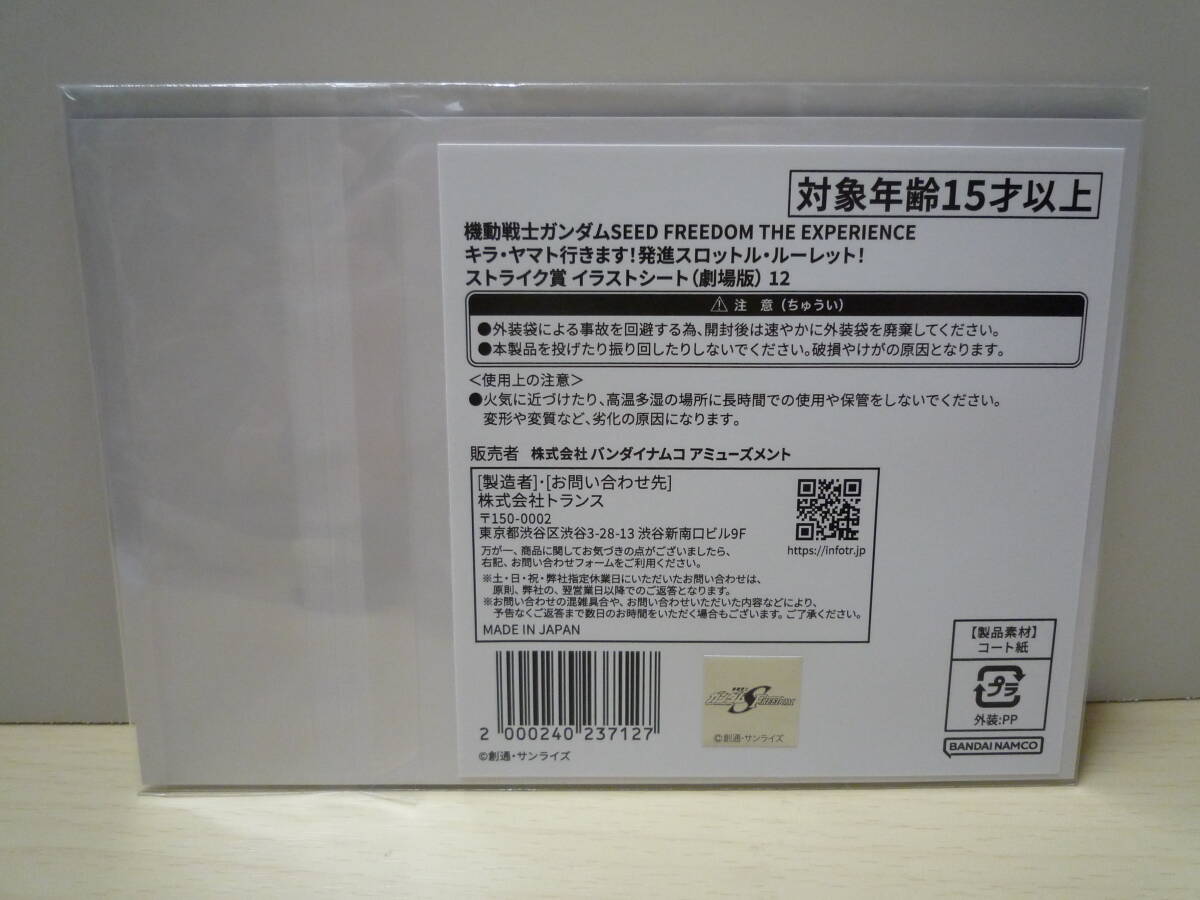 対象年齢15才以上
機動戦士ガンダムSEED FREEDOM THE EXPERIENCE
キラ・ヤマト行きます！発進スロットル・ルーレット！
ストライク賞 イラストシート（劇場版） 12
⚠ 注 意（ちゅうい）
●外装袋による事故を回避する為、開封後は速やかに外装袋を廃棄してください。
●本製品を投げたり振り回したりしないでください。破損やけがの原因となります。
＜使用上の注意＞
●火気に近づけたり、高温多湿の場所に長時間での使用や保管をしないでください。
変形や変質など、劣化の原因になります。
販売者 株式会社 バンダイナムコ アミューズメント
[製造者]・[お問い合わせ先]
株式会社トランス
〒150-0002
東京都渋谷区渋谷3-28-13 渋谷新南口ビル9F
万が一、商品に関してお気づきの点がございましたら、
右記、お問い合わせフォームをご利用ください。
※土・日・祝・弊社指定休業日にいただいたお問い合わせは、
原則、弊社の、翌営業日以降でのご返答となります。
※お問い合わせの混雑具合や、お問い合わせいただいた内容などにより、
予告なくご返答まで数日のお時間をいただく場合もございます。ご了承ください。
MADE IN JAPAN
https://infotr.jp
【製品素材】
コート紙
プラ
外装:PP
BANDAI NAMCO
2 000240 237127
©創通・サンライズ
ガンダムSEED FREEDOM
©創通・サンライズ